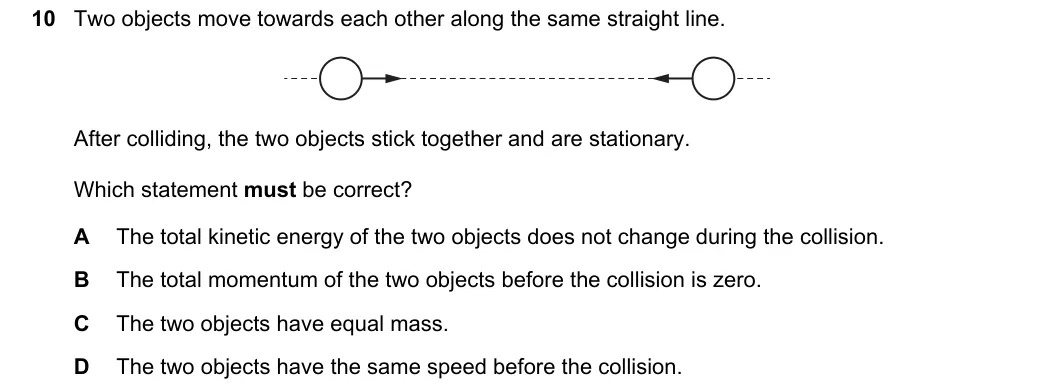 10 Two objects move towards each other along the same straight line.
After colliding, the two objects stick together and are stationary.
Which statement must be correct?
A The total kinetic energy of the two objects does not change during the collision.
B The total momentum of the two objects before the collision is zero.
C The two objects have equal mass.
D The two objects have the same speed before the collision.